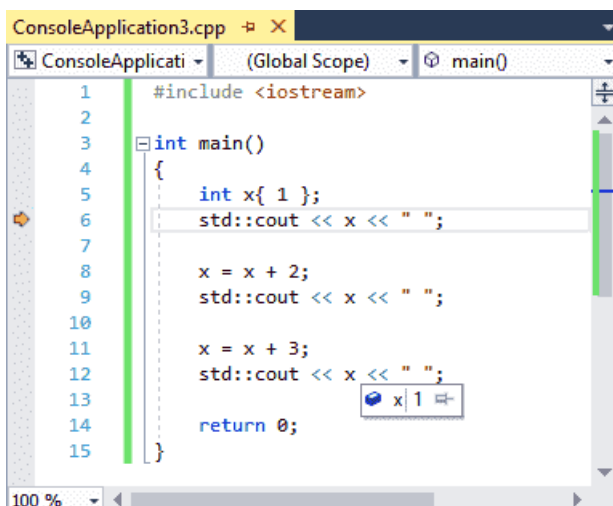 ConsoleApplication3.cpp
ConsoleApplicati (Global Scope) main()
1 #include <iostream>
2
3 int main()
4 {
5 int x{ 1 };
6 std::cout << x << " ";
7
8 x = x + 2;
9 std::cout << x << " ";
10
11 x = x + 3;
12 std::cout << x << " ";
13
x 1
14 return 0;
15 }
100 %